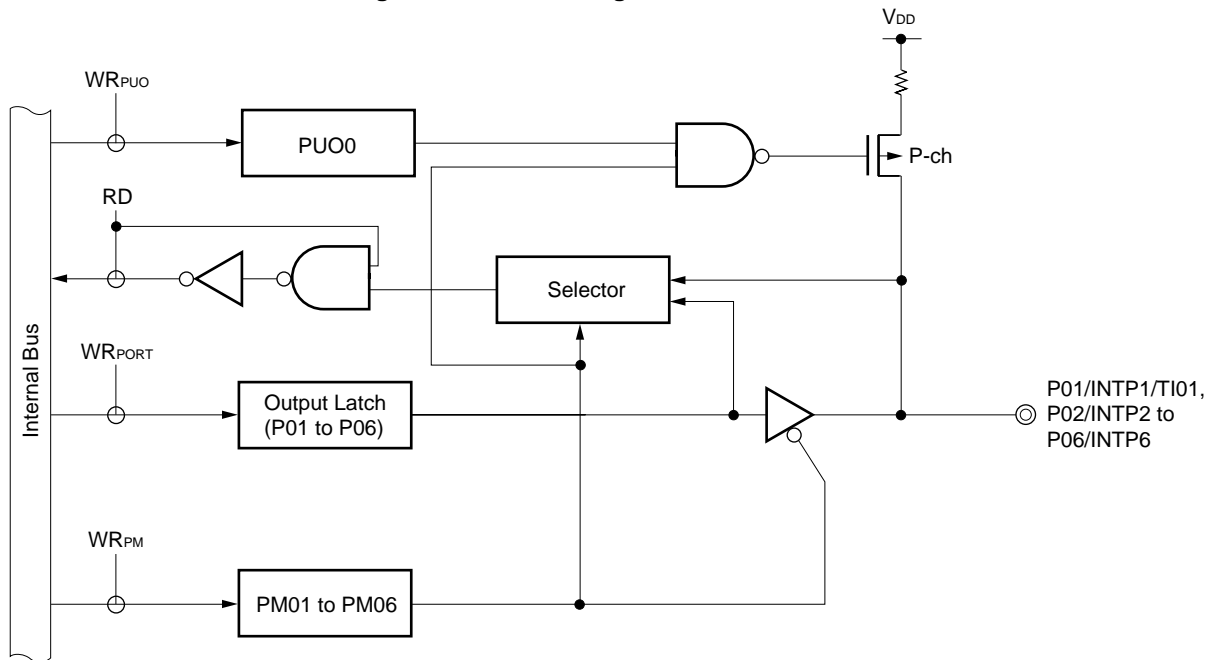 VDD
WRPUO
PUO0
P-ch
RD
Selector
Internal Bus
WRPORT
Output Latch
(P01 to P06)
P01/INTP1/TI01,
P02/INTP2 to
P06/INTP6
WRPM
PM01 to PM06